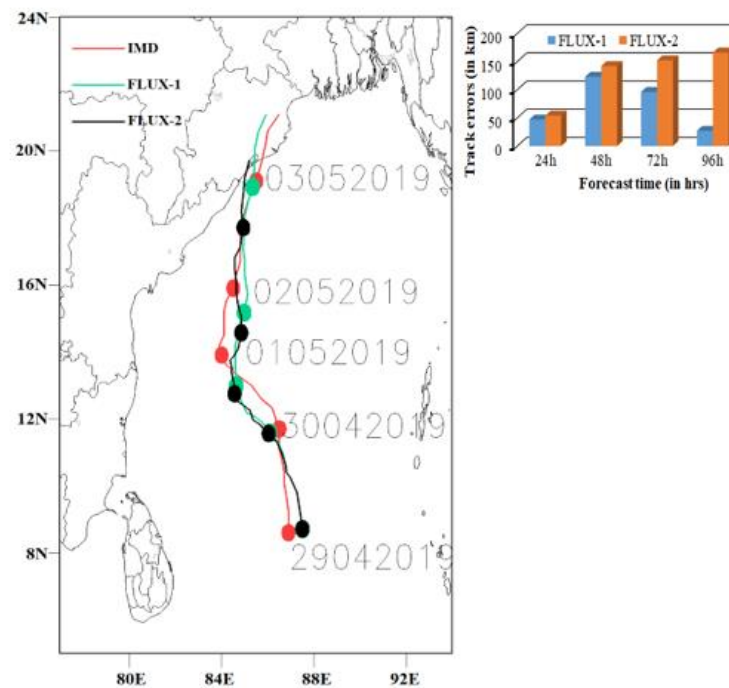 24N
IMD
FLUX-1
FLUX-2
20N
03052019
16N
02052019
01052019
12N
30042019
8N
29042019
80E 84E 88E 92E
Track errors (in km)
200
150
100
50
0
FLUX-1 FLUX-2
24h 48h 72h 96h
Forecast time (in hrs)